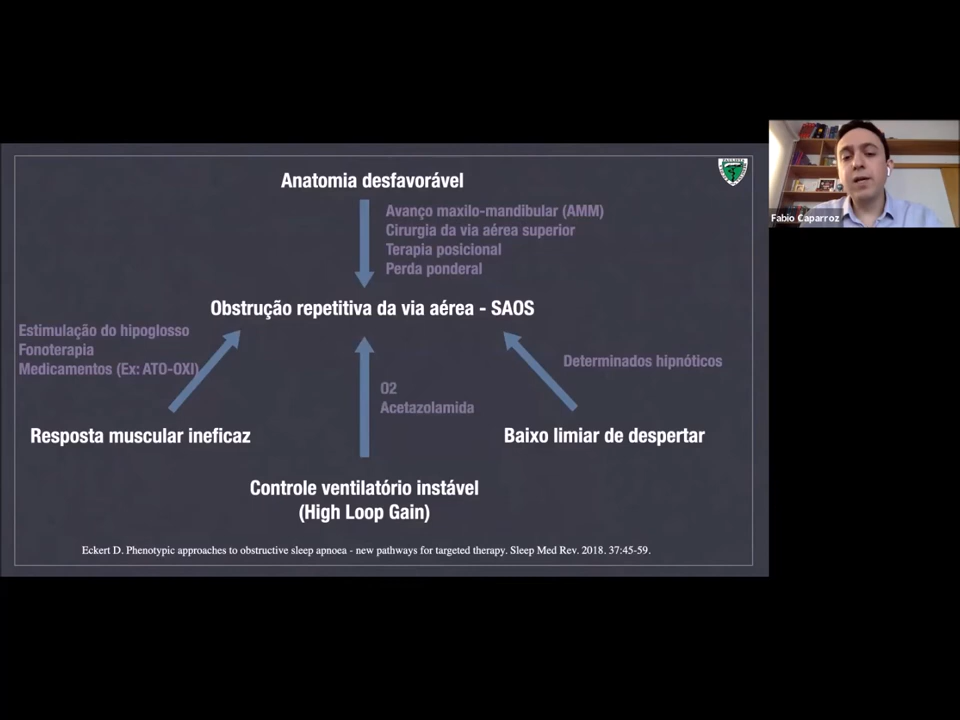 Anatomia desfavorável
Avanço maxilo-mandibular (AMM)
Cirurgia da via aérea superior
Terapia posicional
Perda ponderal
Obstrução repetitiva da via aérea - SAOS
Estimulação do hipoglosso
Fonoterapia
Medicamentos (Ex: ATO-OXI)
Determinados hipnóticos
O2
Acetazolamida
Resposta muscular ineficaz
Baixo limiar de despertar
Controle ventilatório instável
(High Loop Gain)
Eckert D. Phenotypic approaches to obstructive sleep apnoea - new pathways for targeted therapy. Sleep Med Rev. 2018. 37:45-59.
Fabio Caparroz